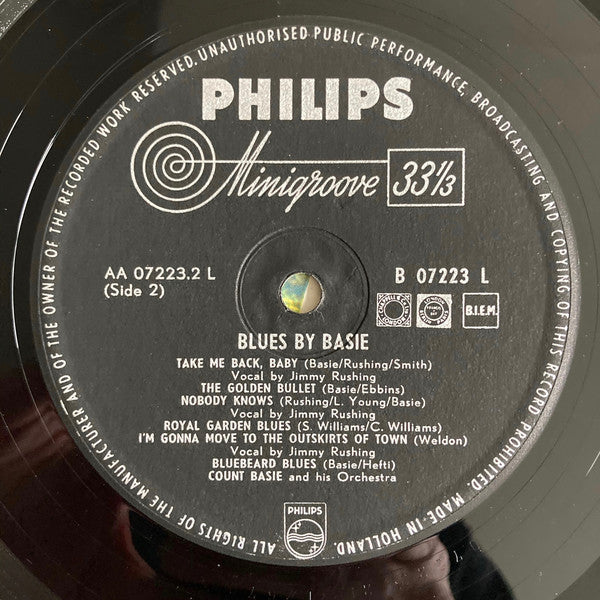 ALL RIGHTS OF THE MANUFACTURER AND OF THE OWNER OF THE RECORDED WORK RESERVED. UNAUTHORISED PUBLIC PERFORMANCE, BROADCASTING AND COPYING OF THIS RECORD PROHIBITED. MADE IN HOLLAND.
PHILIPS
Minigroove 33⅓
AA 07223.2 L
(Side 2)
B 07223 L
B.I.E.M.
BLUES BY BASIE
TAKE ME BACK, BABY (Basie/Rushing/Smith)
Vocal by Jimmy Rushing
THE GOLDEN BULLET (Basie/Ebbins)
NOBODY KNOWS (Rushing/L. Young/Basie)
Vocal by Jimmy Rushing
ROYAL GARDEN BLUES (S. Williams/C. Williams)
I'M GONNA MOVE TO THE OUTSKIRTS OF TOWN (Weldon)
Vocal by Jimmy Rushing
BLUEBEARD BLUES (Basie/Hefti)
COUNT BASIE and his Orchestra
PHILIPS